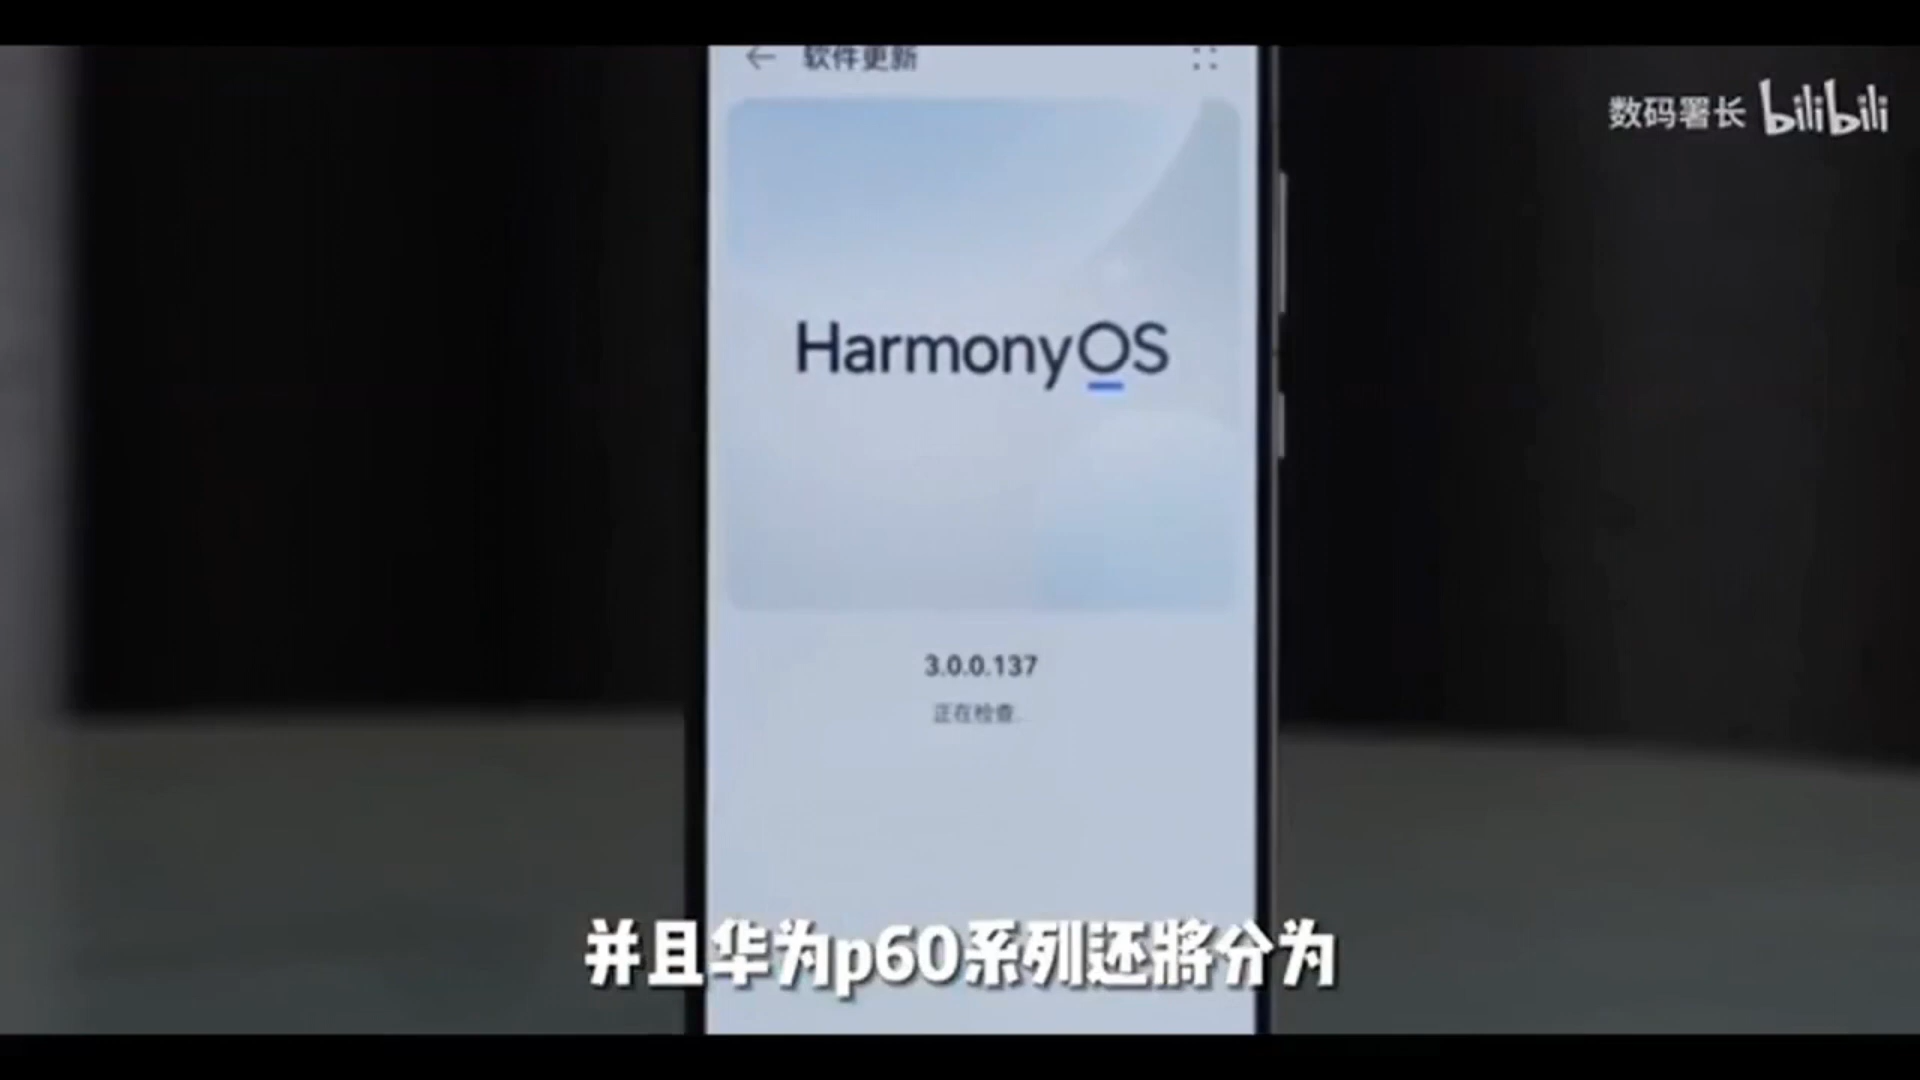 软件更新
数码署长 bilibili
HarmonyOS
3.0.0.137
正在检查.
并且华为p60系列还将分为